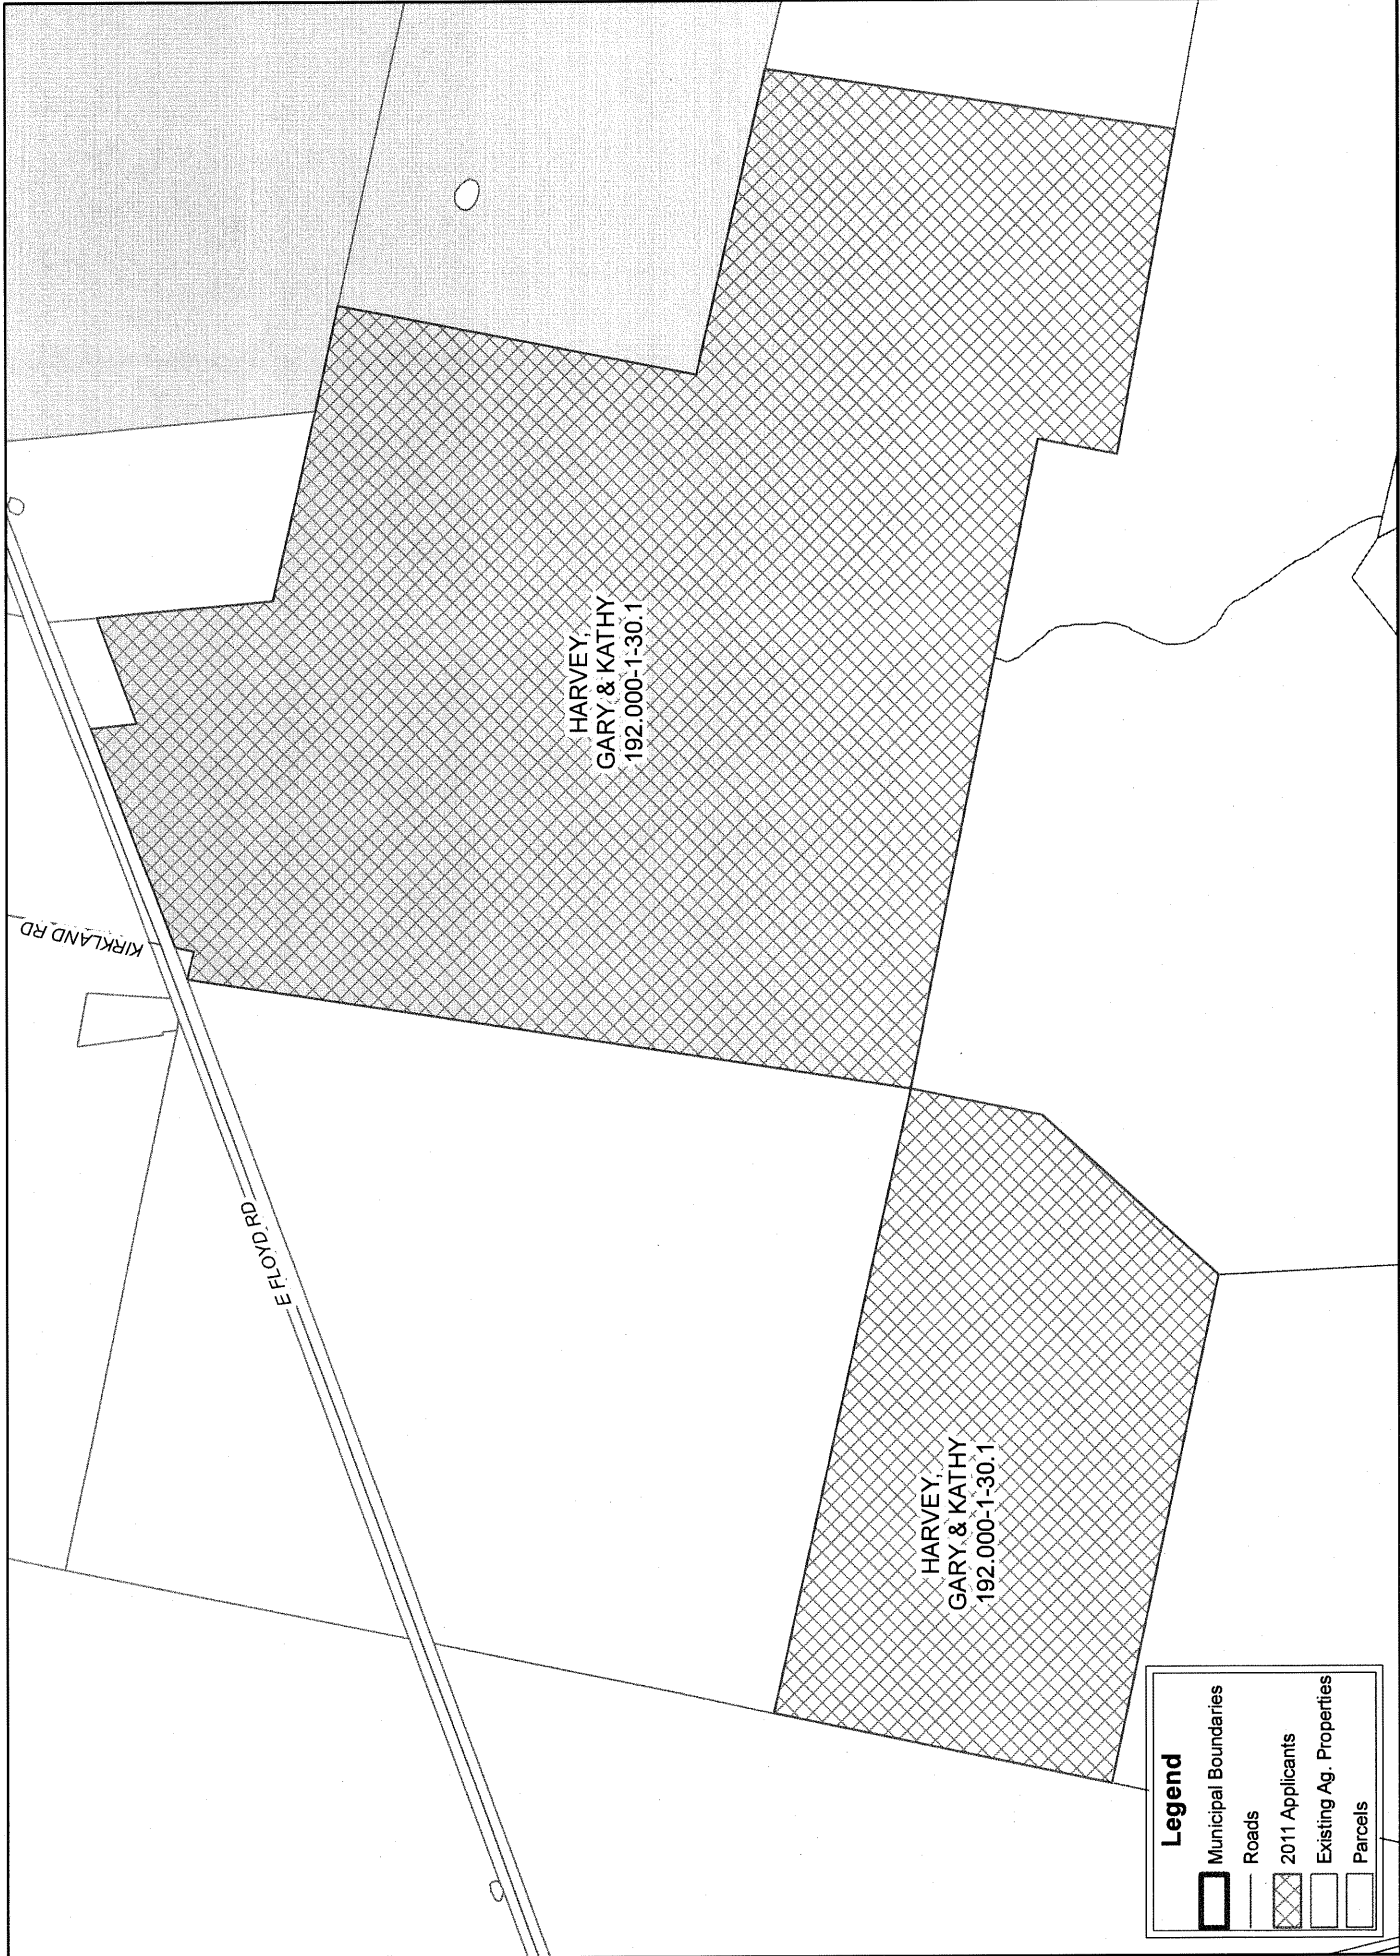 KIRKLAND RD
E FLOYD RD
HARVEY,
GARY & KATHY
192.000-1-30.1
HARVEY,
GARY & KATHY
192.000-1-30.1
Legend
Municipal Boundaries
Roads
2011 Applicants
Existing Ag. Properties
Parcels